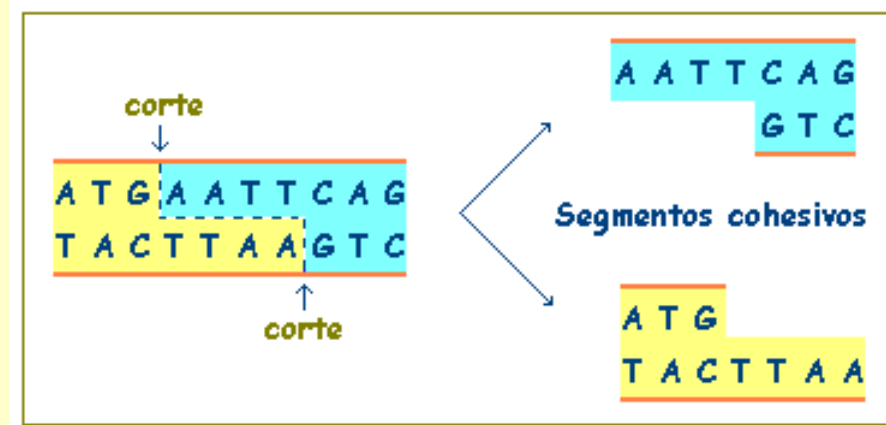 corte
A T G A A T T C A G
T A C T T A A G T C
corte
A A T T C A G
G T C
Segmentos cohesivos
A T G
T A C T T A A